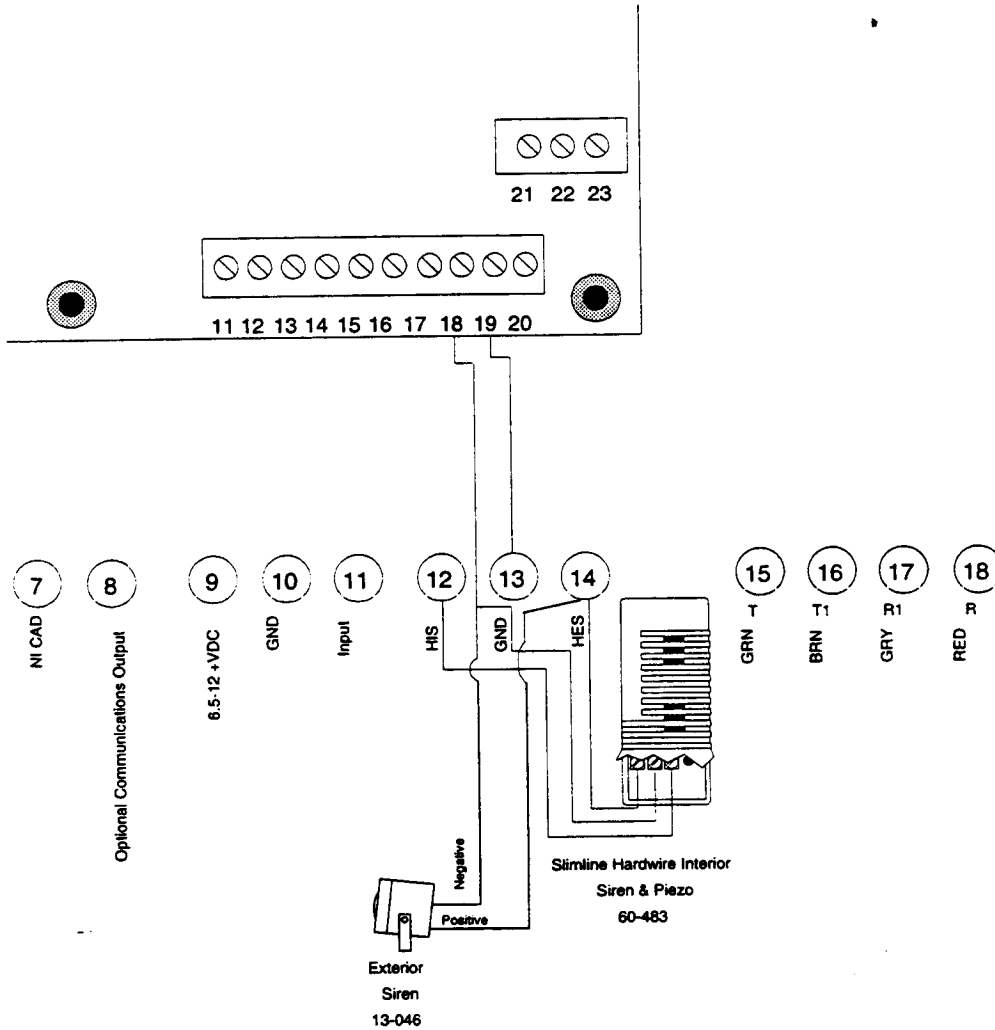 21 22 23
11 12 13 14 15 16 17 18 19 20
7 8 9 10 11 12 13 14 15 16 17 18
NI CAD
Optional Communications Output
6.5-12 +VDC
GND
Input
HIS
GND
HES
T
GRN
T1
BRN
R1
GRY
R
RED
Negative
Positive
Slimline Hardwire Interior
Siren & Piezo
60-483
Exterior
Siren
13-046